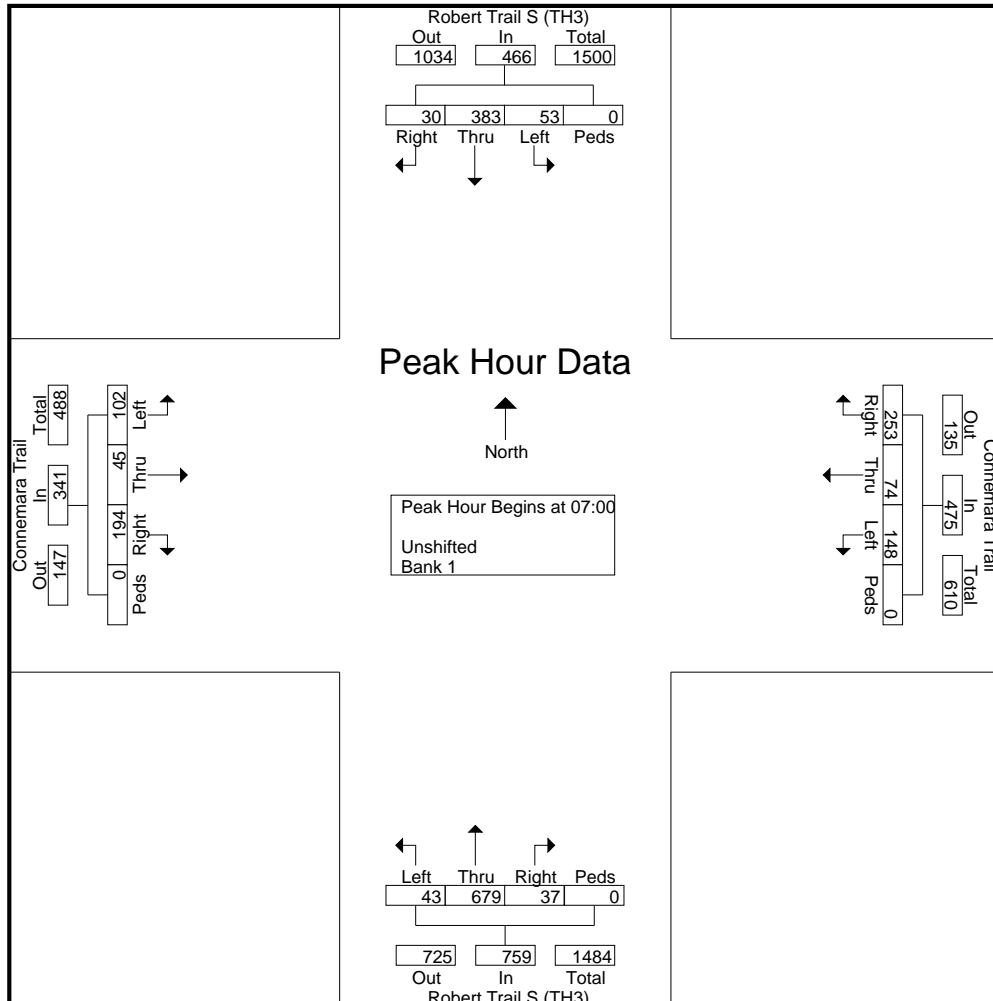 Robert Trail S (TH3)
Out In Total
1034 466 1500
30 383 53 0
Right Thru Left Peds
Peak Hour Data
North
Peak Hour Begins at 07:00
Unshifted
Bank 1
Connemara Trail
Out In Total
147 341 488
0 194 45 102
Peds Right Thru Left
Connemara Trail
Out In Total
135 475 610
253 74 148 0
Right Thru Left Peds
Left Thru Right Peds
43 679 37 0
725 759 1484
Out In Total
Robert Trail S (TH3)